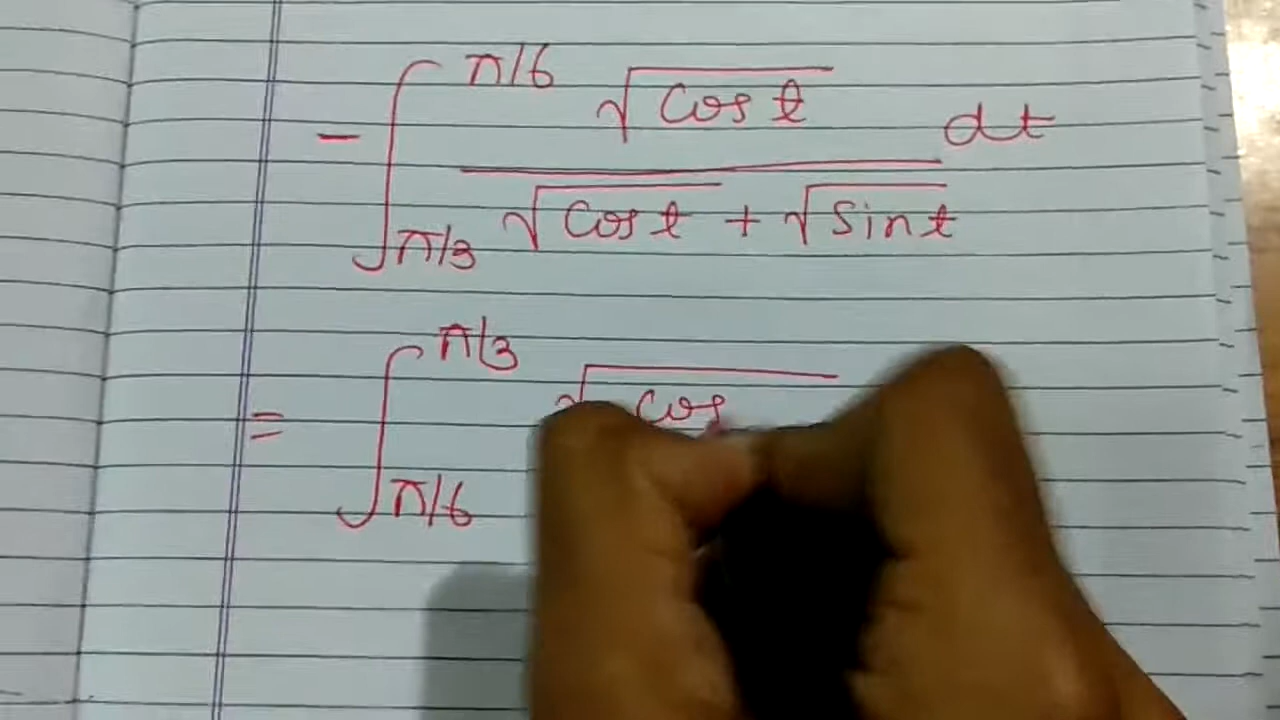 - ∫_{π/3}^{π/6} √(cos t) / (√(cos t) + √(sin t)) dt
= ∫_{π/6}^{π/3} √(cos